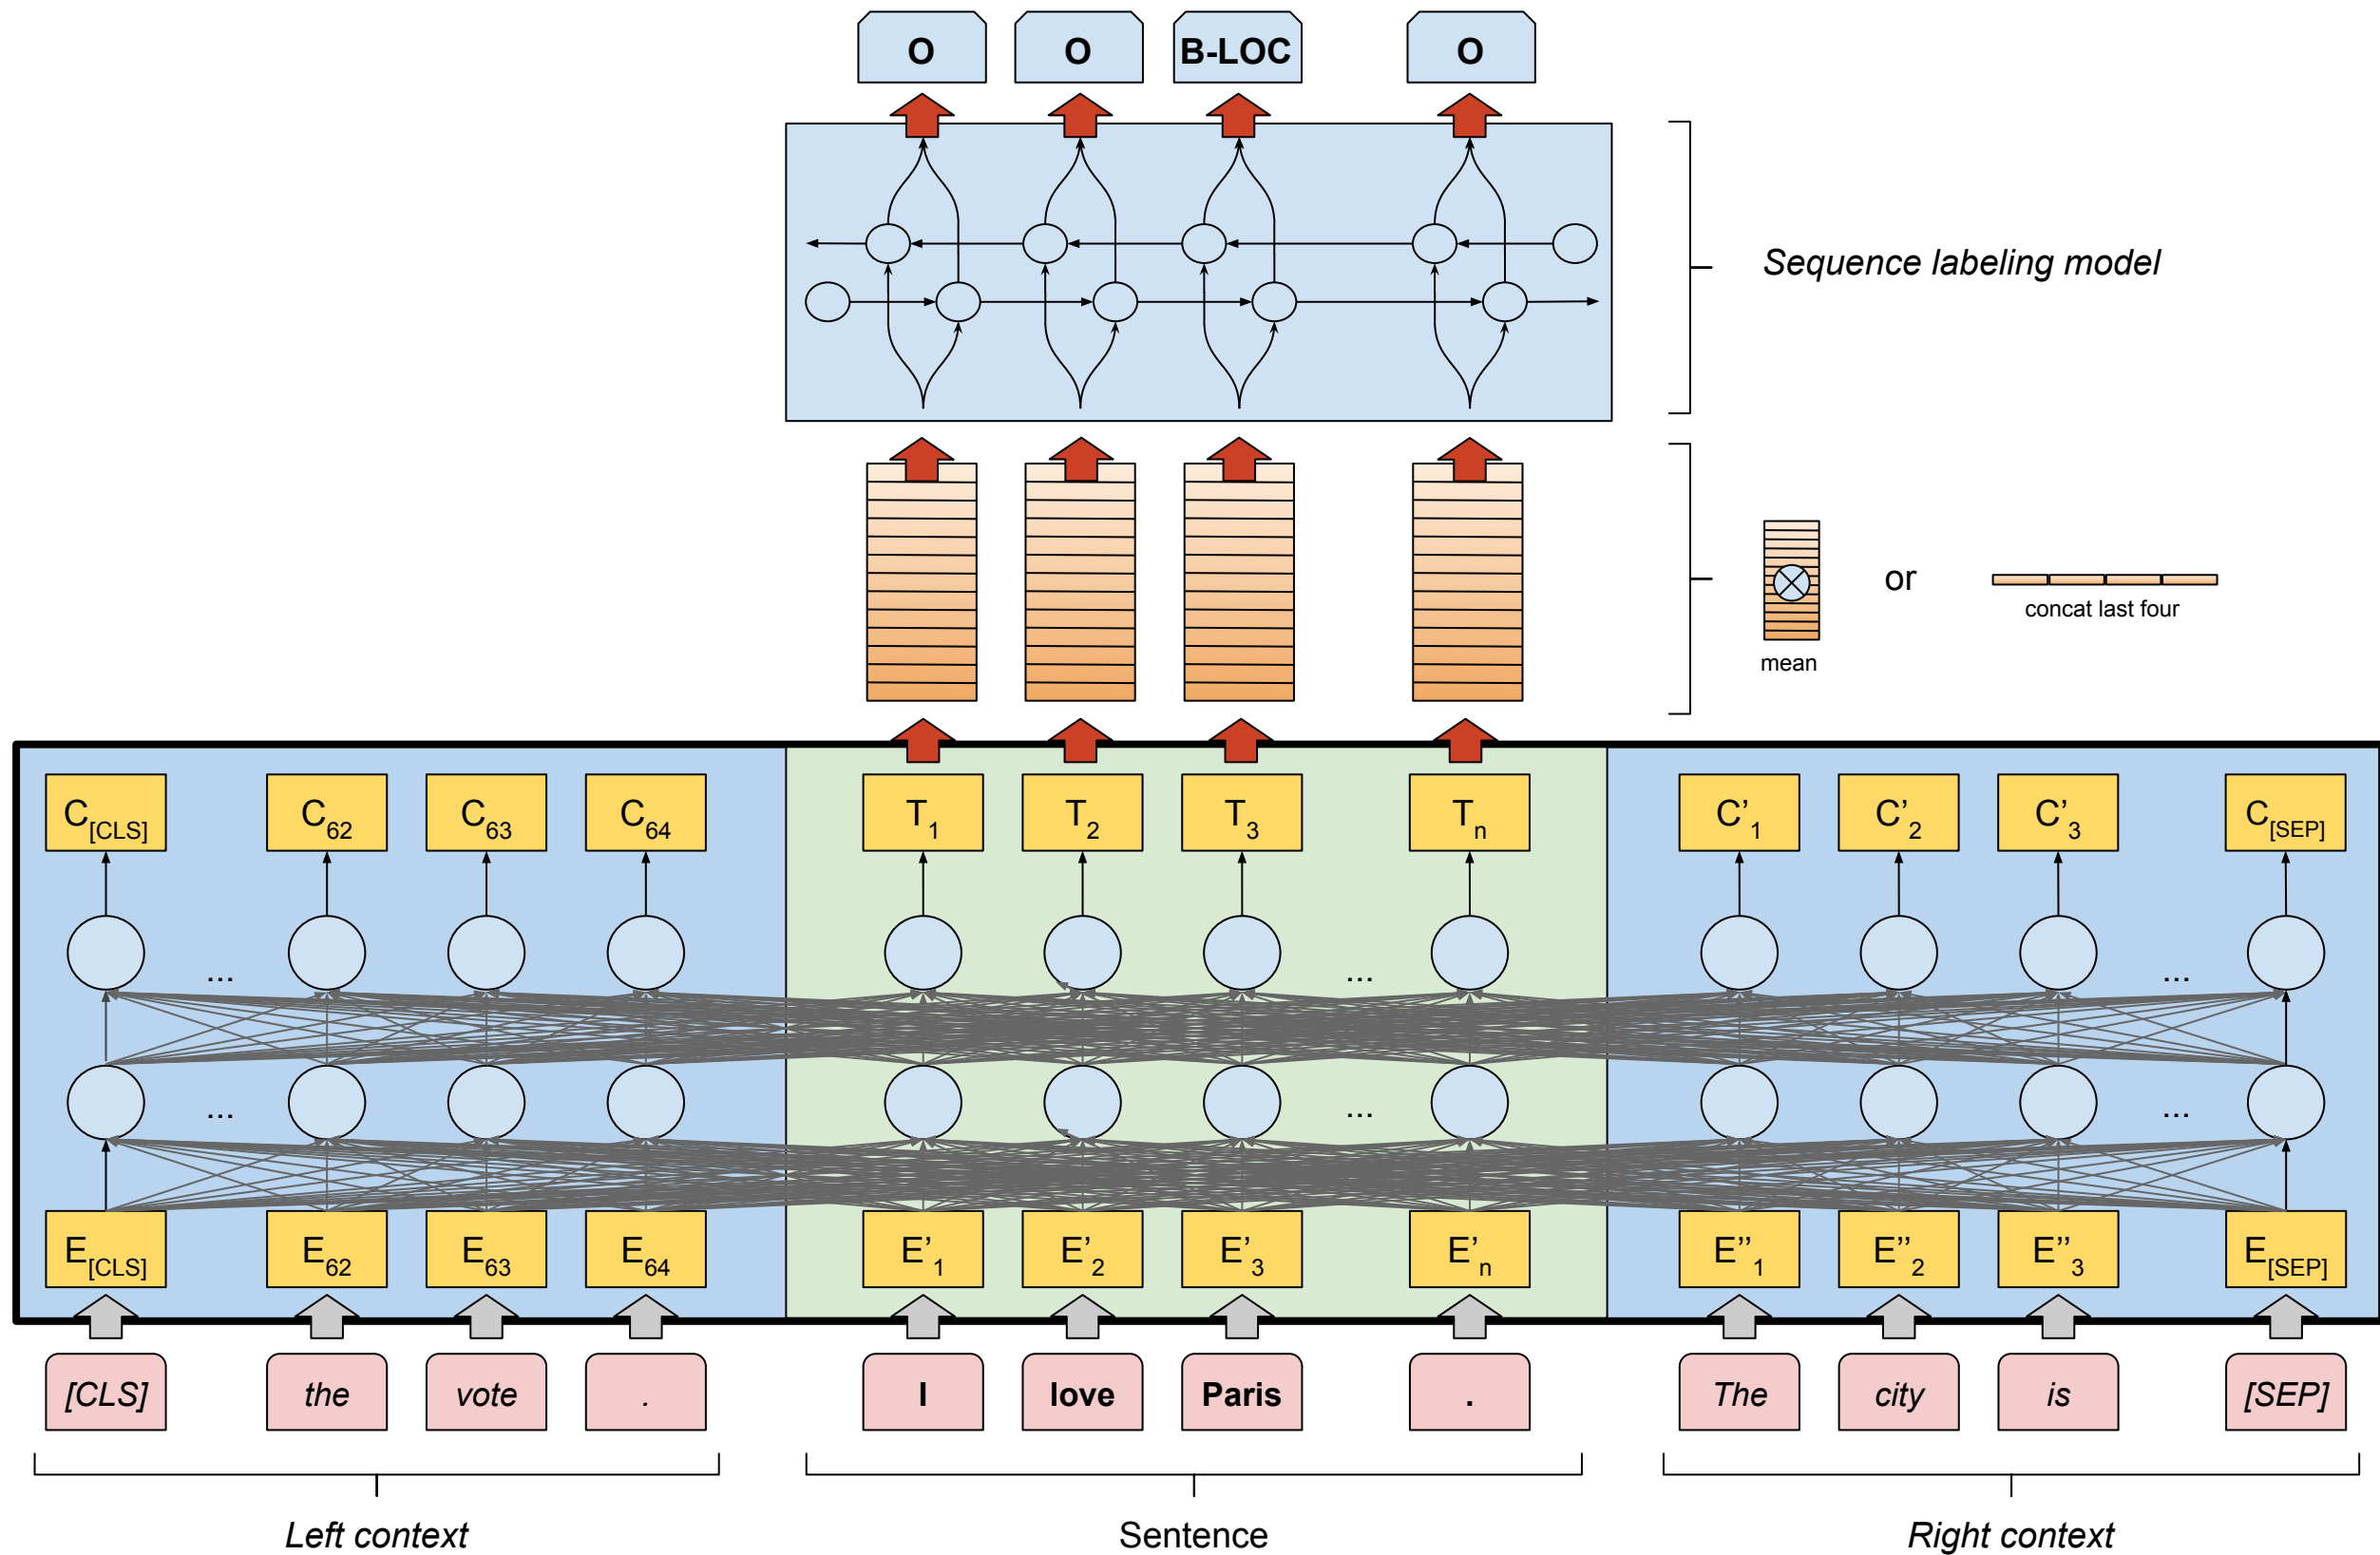 O O B-LOC O
Sequence labeling model
or
concat last four
mean
C[CLS] C62 C63 C64 T1 T2 T3 Tn C’1 C’2 C’3 C[SEP]
... ... ...
... ... ...
E[CLS] E62 E63 E64 E’1 E’2 E’3 E’n E’’1 E’’2 E’’3 E[SEP]
[CLS] the vote . I love Paris . The city is [SEP]
Left context Sentence Right context